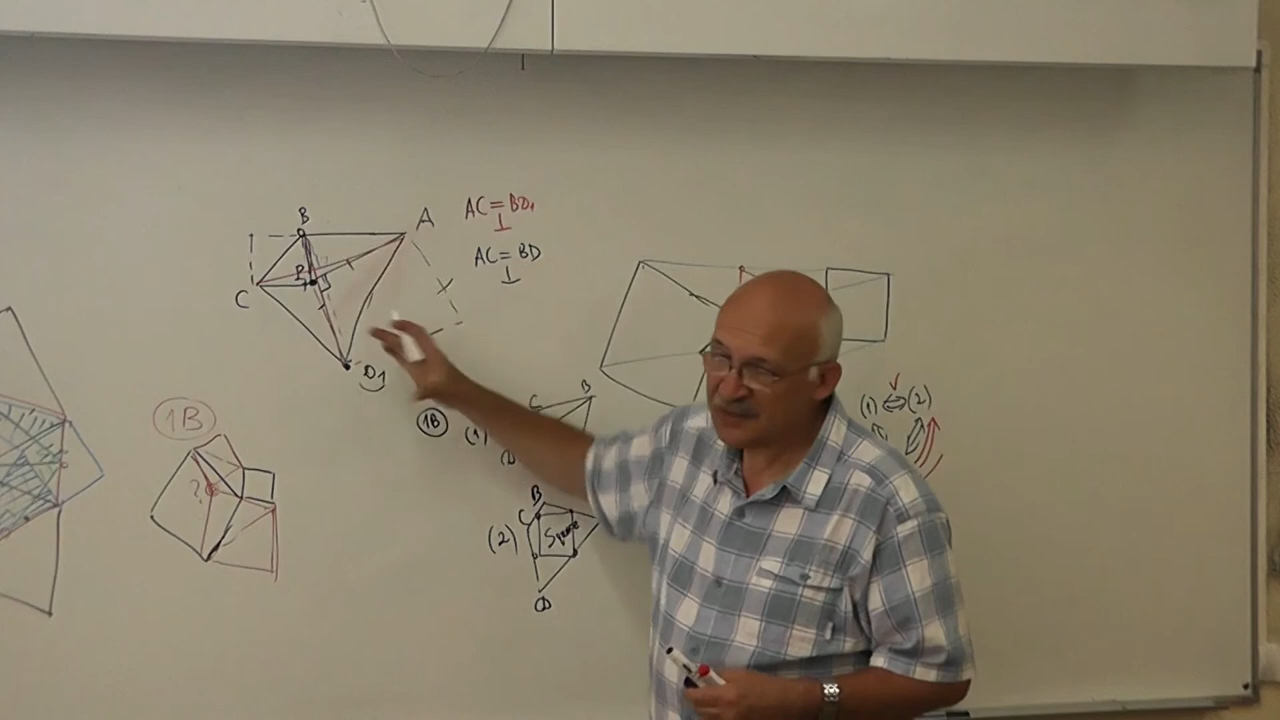 B
A
AC = BD₁
⊥
AC = BD
⊥
P
C
D₁
1B
1B
(1)
C
B
(1) ⇔ (2)
(2)
B
C
Square
D